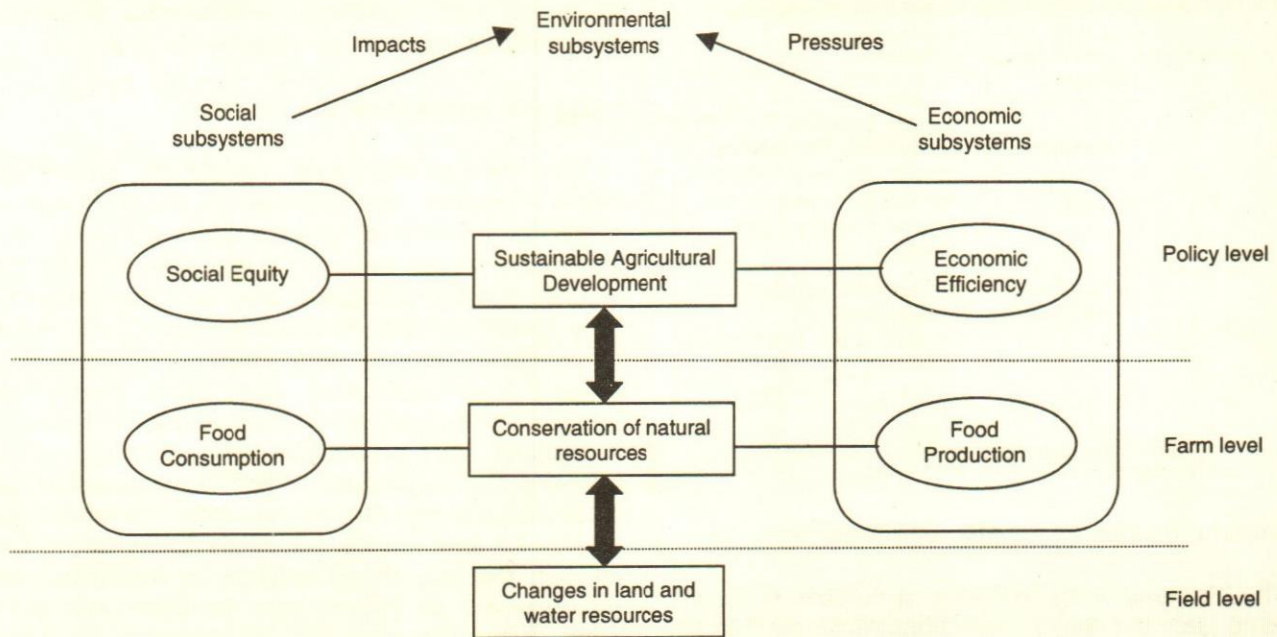 Environmental
subsystems
Impacts
Pressures
Social
subsystems
Economic
subsystems
Social Equity
Sustainable Agricultural
Development
Economic
Efficiency
Policy level
Food
Consumption
Conservation of natural
resources
Food
Production
Farm level
Changes in land and
water resources
Field level